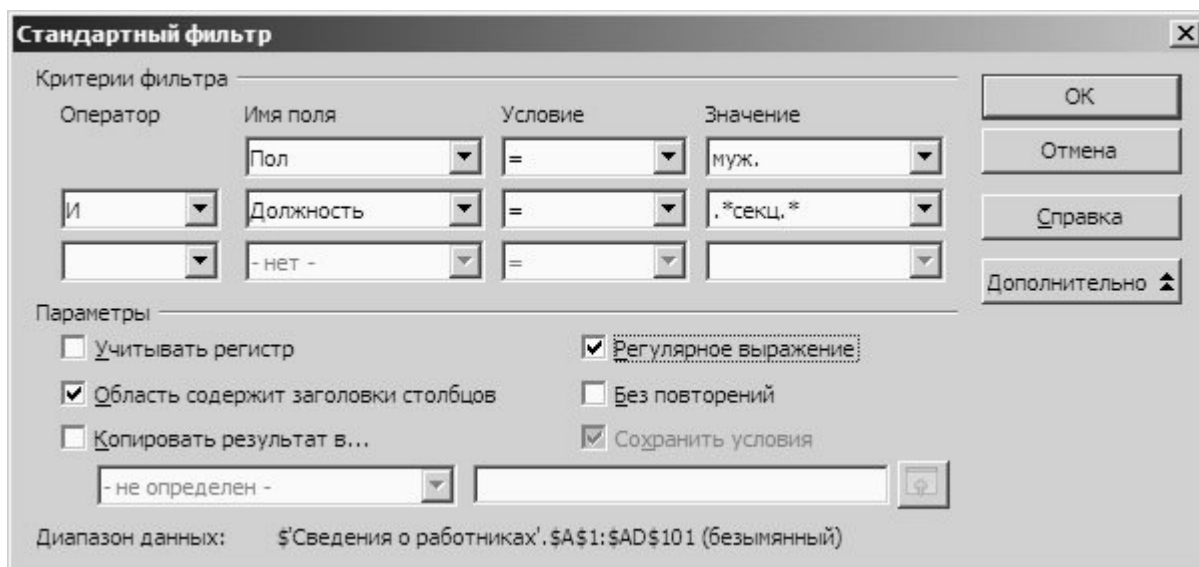 Стандартный фильтр
Критерии фильтра
Оператор Имя поля Условие Значение
Пол = муж.
И Должность = .*секц.*
- нет - =
OK
Отмена
Справка
Дополнительно
Параметры
Учитывать регистр Регулярное выражение
Область содержит заголовки столбцов Без повторений
Копировать результат в... Сохранить условия
- не определен -
Диапазон данных: $'Сведения о работниках'.$A$1:$AD$101 (безымянный)